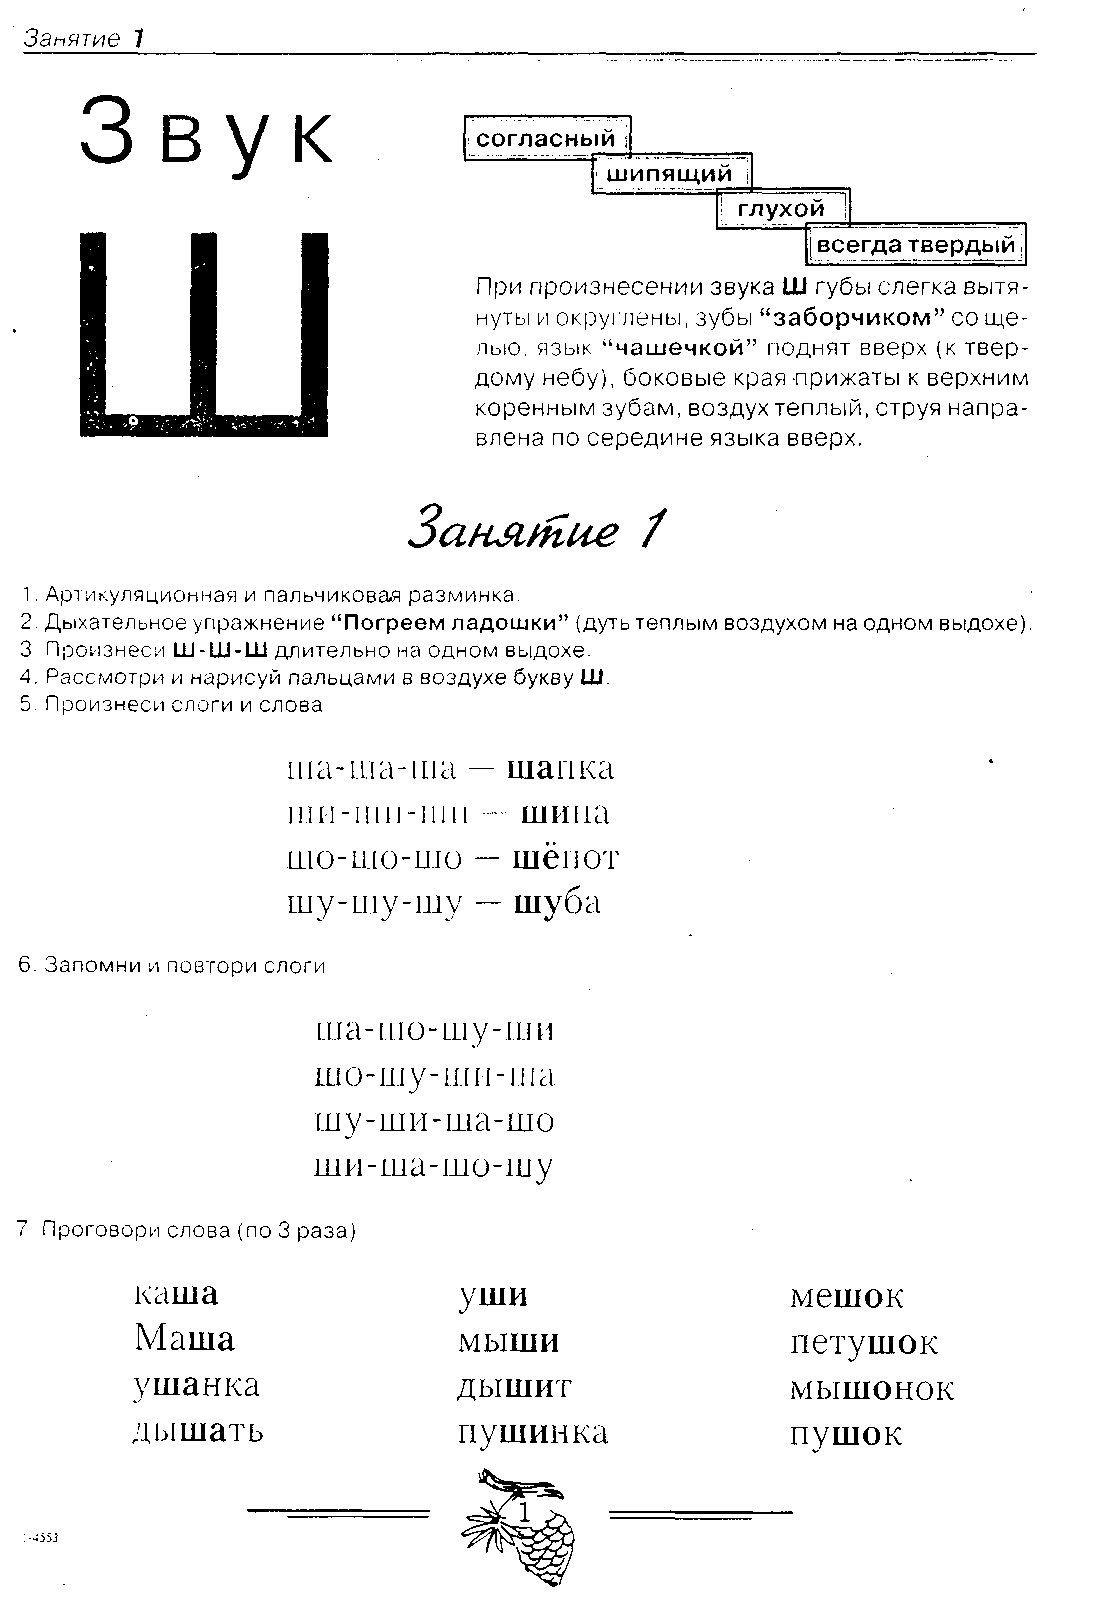 Занятие 1
Звук
Ш
согласный
шипящий
глухой
всегда твердый
При произнесении звука Ш губы слегка вытя-
нуты и округлены, зубы “заборчиком” со ще-
лью, язык “чашечкой” поднят вверх (к твер-
дому небу), боковые края прижаты к верхним
коренным зубам, воздух теплый, струя напра-
влена по середине языка вверх.
Занятие 1
1. Артикуляционная и пальчиковая разминка.
2. Дыхательное упражнение “Погреем ладошки” (дуть теплым воздухом на одном выдохе).
3 Произнеси Ш-Ш-Ш длительно на одном выдохе.
4. Рассмотри и нарисуй пальцами в воздухе букву Ш.
5. Произнеси слоги и слова
ша-ша-ша — шапка
ши-ши-ши — шина
шо-шо-шо — шёпот
шу-шу-шу — шуба
6. Запомни и повтори слоги
ша-шо-шу-ши
шо-шу-ши-ша
шу-ши-ша-шо
ши-ша-шо-шу
7 Проговори слова (по 3 раза)
каша уши мешок
Маша мыши петушок
ушанка дышит мышонок
дышать пушинка пушок
1
-4553